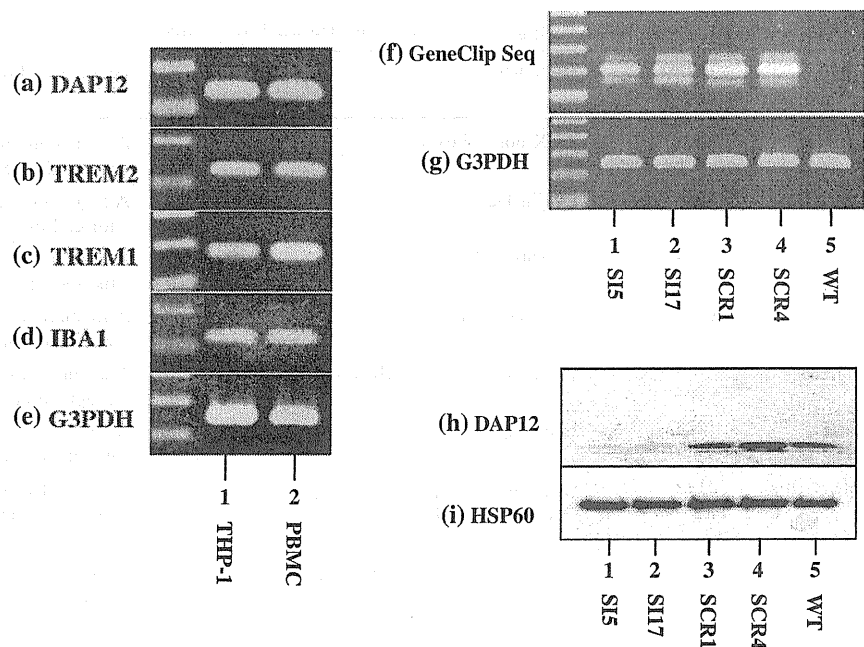 (a) DAP12
(b) TREM2
(c) TREM1
(d) IBA1
(e) G3PDH
1 2
THP-1 PBMC
(f) GeneClip Seq
(g) G3PDH
1 2 3 4 5
SI5 SI17 SCR1 SCR4 WT
(h) DAP12
(i) HSP60
1 2 3 4 5
SI5 SI17 SCR1 SCR4 WT